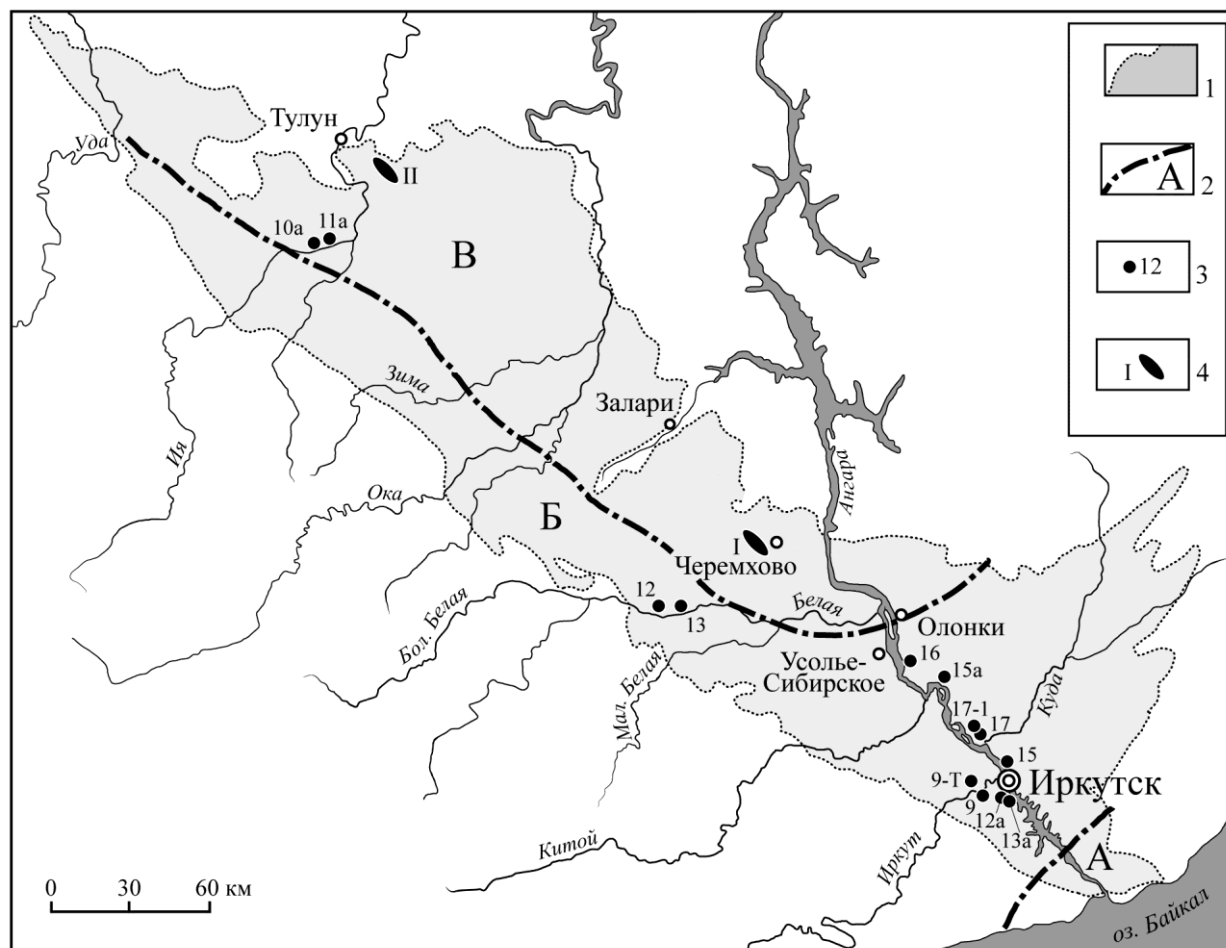 Тулун
Уда
II
1
А
2
10а
11а
В
12
3
I
4
Зима
Залари
Ия
Ока
Ангара
Б
I
Черемхово
12
13
Белая
Бол. Белая
Олонки
Усолье-
Сибирское
16
15а
Мал. Белая
Куда
17-1
17
15
9-Т
Иркутск
9
12а
13а
А
Китой
Иркут
0
30
60 км
оз. Байкал